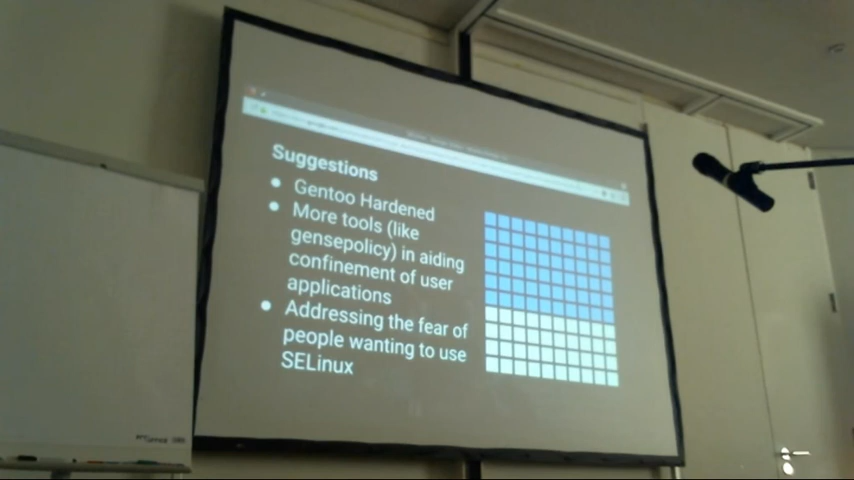 Suggestions
● Gentoo Hardened
● More tools (like
gensepolicy) in aiding
confinement of user
applications
● Addressing the fear of
people wanting to use
SELinux